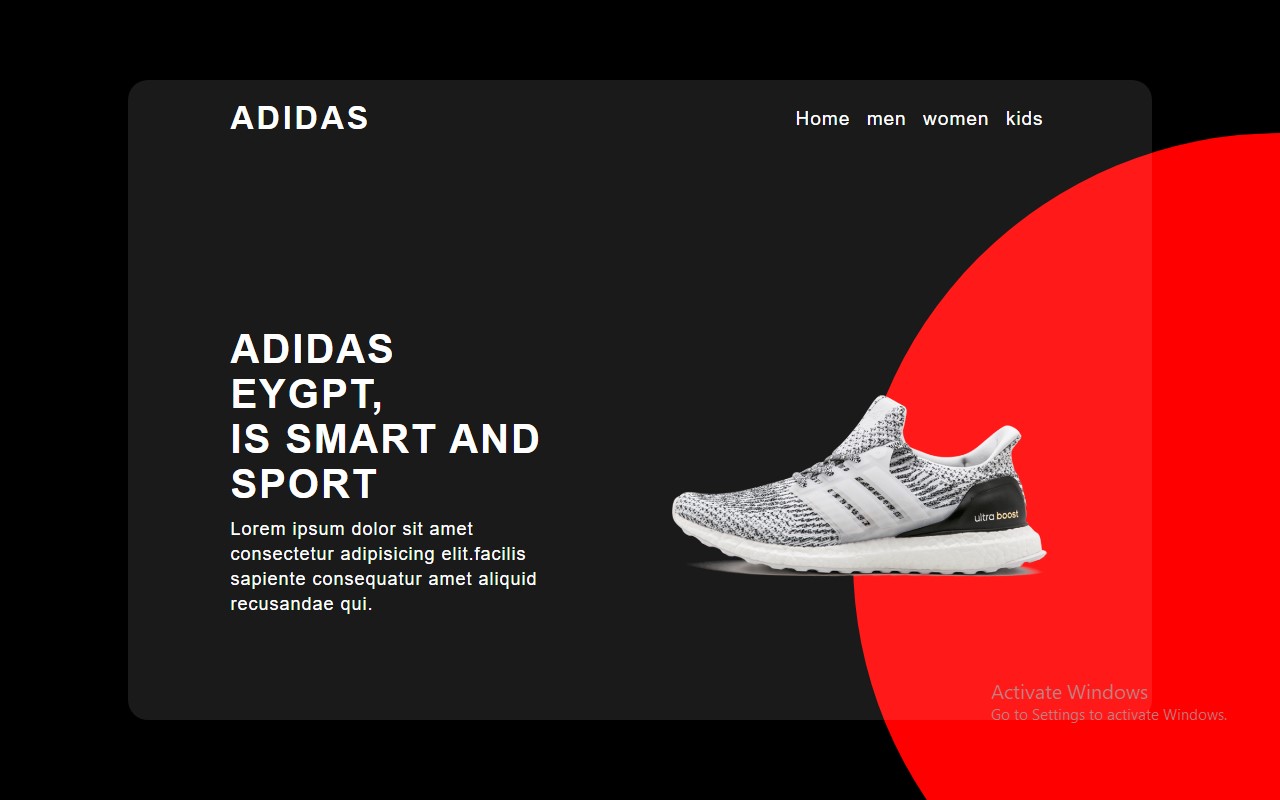 ADIDAS
Home men women kids
ADIDAS
EYGPT,
IS SMART AND
SPORT
Lorem ipsum dolor sit amet
consectetur adipisicing elit.facilis
sapiente consequatur amet aliquid
recusandae qui.
ultra boost
Activate Windows
Go to Settings to activate Windows.